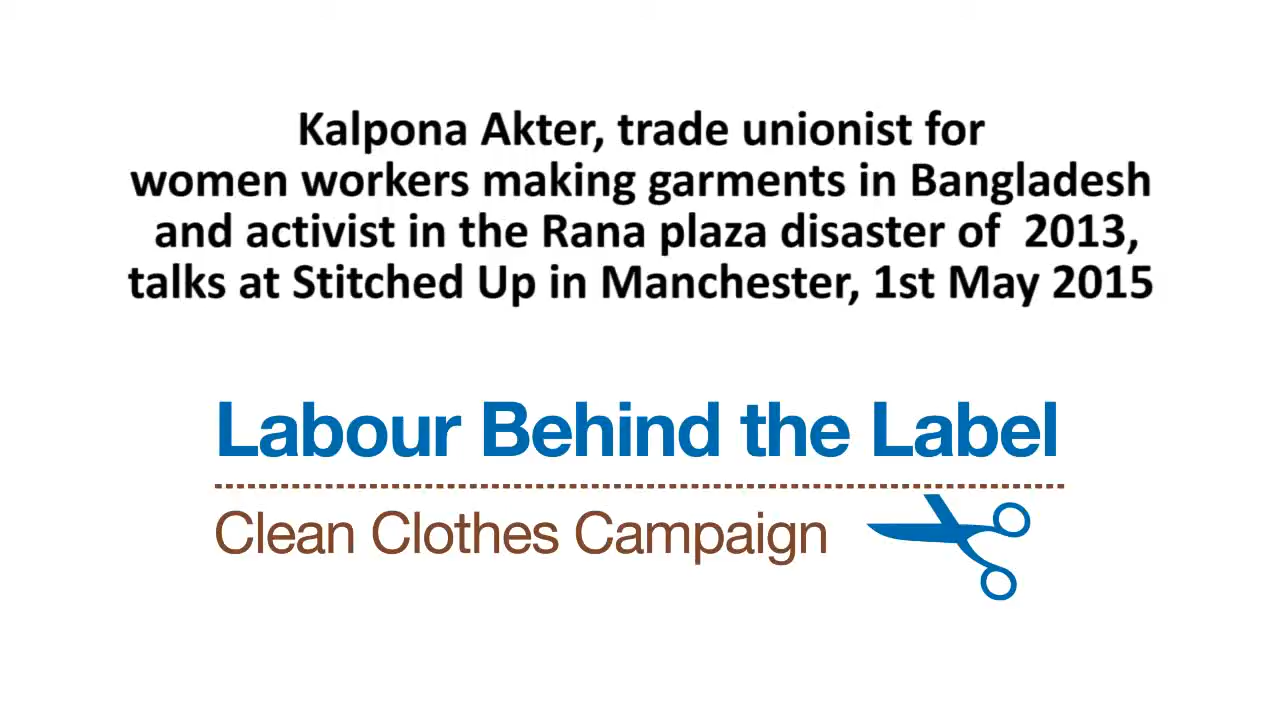 Kalpona Akter, trade unionist for
women workers making garments in Bangladesh
and activist in the Rana plaza disaster of  2013,
talks at Stitched Up in Manchester, 1st May 2015
Labour Behind the Label
Clean Clothes Campaign